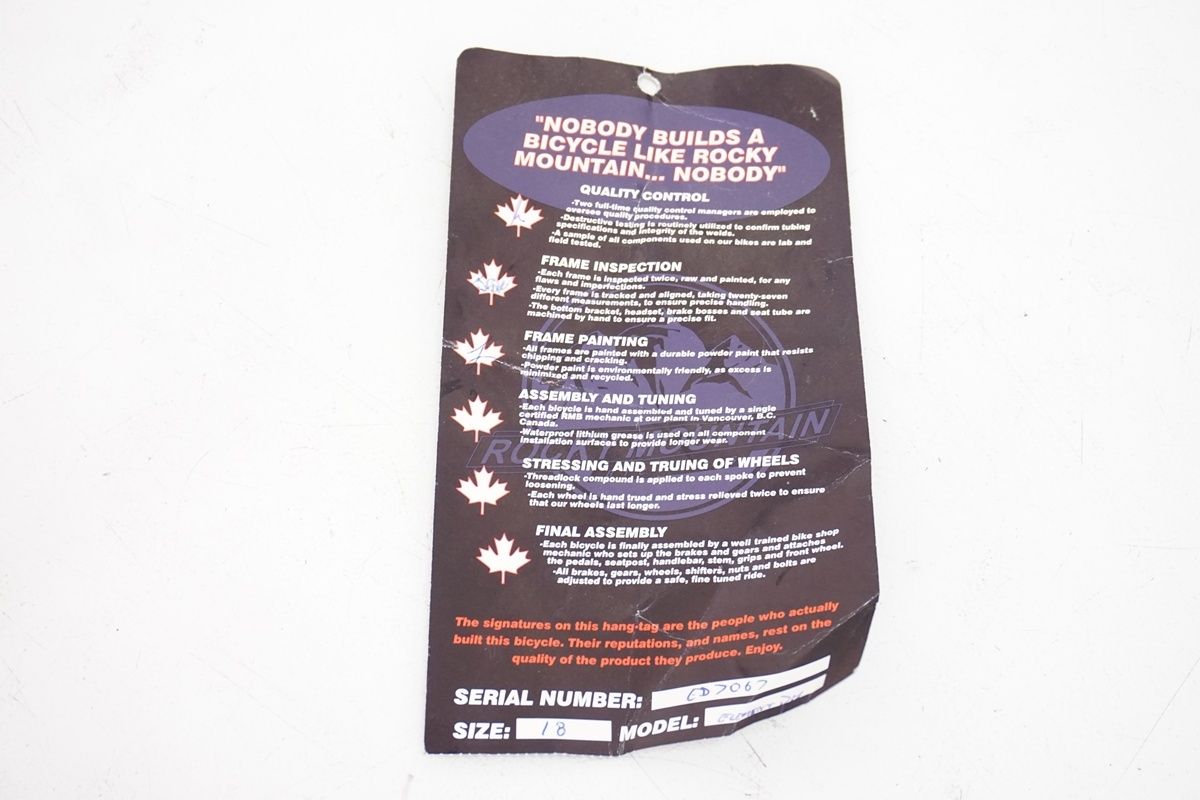 "NOBODY BUILDS A
BICYCLE LIKE ROCKY
MOUNTAIN... NOBODY"
QUALITY CONTROL
-Two full-time quality control managers are employed to
oversee quality procedures.
-Destructive testing is routinely utilized to confirm tubing
specifications and integrity of the welds.
-A sample of all components used on our bikes are lab and
field tested.
FRAME INSPECTION
-Each frame is inspected twice, raw and painted, for any
flaws and imperfections.
-Every frame is tracked and aligned, taking twenty-seven
different measurements, to ensure precise handling.
-The bottom bracket, headset, brake bosses and seat tube are
machined by hand to ensure a precise fit.
FRAME PAINTING
-All frames are painted with a durable powder paint that resists
chipping and cracking.
-Powder paint is environmentally friendly, as excess is
minimized and recycled.
ASSEMBLY AND TUNING
-Each bicycle is hand assembled and tuned by a single
certified RMB mechanic at our plant in Vancouver, B.C.
Canada.
-Waterproof lithium grease is used on all component
installation surfaces to provide longer wear.
ROCKY MOUNTAIN
STRESSING AND TRUING OF WHEELS
-Threadlock compound is applied to each spoke to prevent
loosening.
-Each wheel is hand trued and stress relieved twice to ensure
that our wheels last longer.
FINAL ASSEMBLY
-Each bicycle is finally assembled by a well trained bike shop
mechanic who sets up the brakes and gears and attaches
the pedals, seatpost, handlebar, stem, grips and front wheel.
-All brakes, gears, wheels, shifters, nuts and bolts are
adjusted to provide a safe, fine tuned ride.
The signatures on this hang-tag are the people who actually
built this bicycle. Their reputations, and names, rest on the
quality of the product they produce. Enjoy.
SERIAL NUMBER: ED7067
SIZE: 18 MODEL: